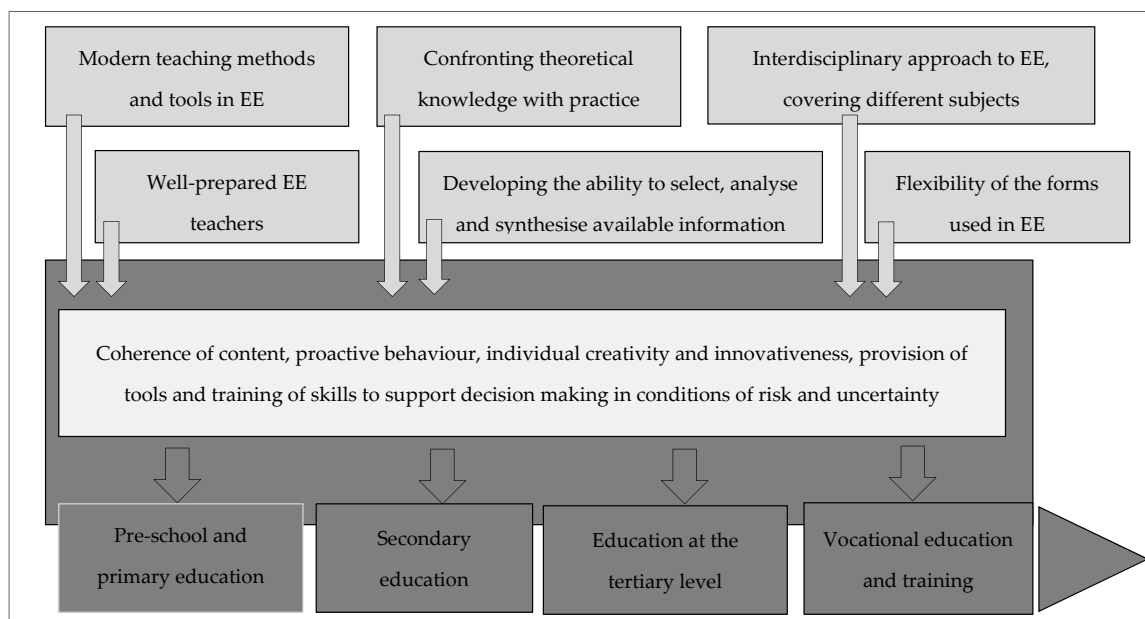 Modern teaching methods
and tools in EE
Confronting theoretical
knowledge with practice
Interdisciplinary approach to EE,
covering different subjects
Well-prepared EE
teachers
Developing the ability to select, analyse
and synthesise available information
Flexibility of the forms
used in EE
Coherence of content, proactive behaviour, individual creativity and innovativeness, provision of
tools and training of skills to support decision making in conditions of risk and uncertainty
Pre-school and
primary education
Secondary
education
Education at the
tertiary level
Vocational education
and training